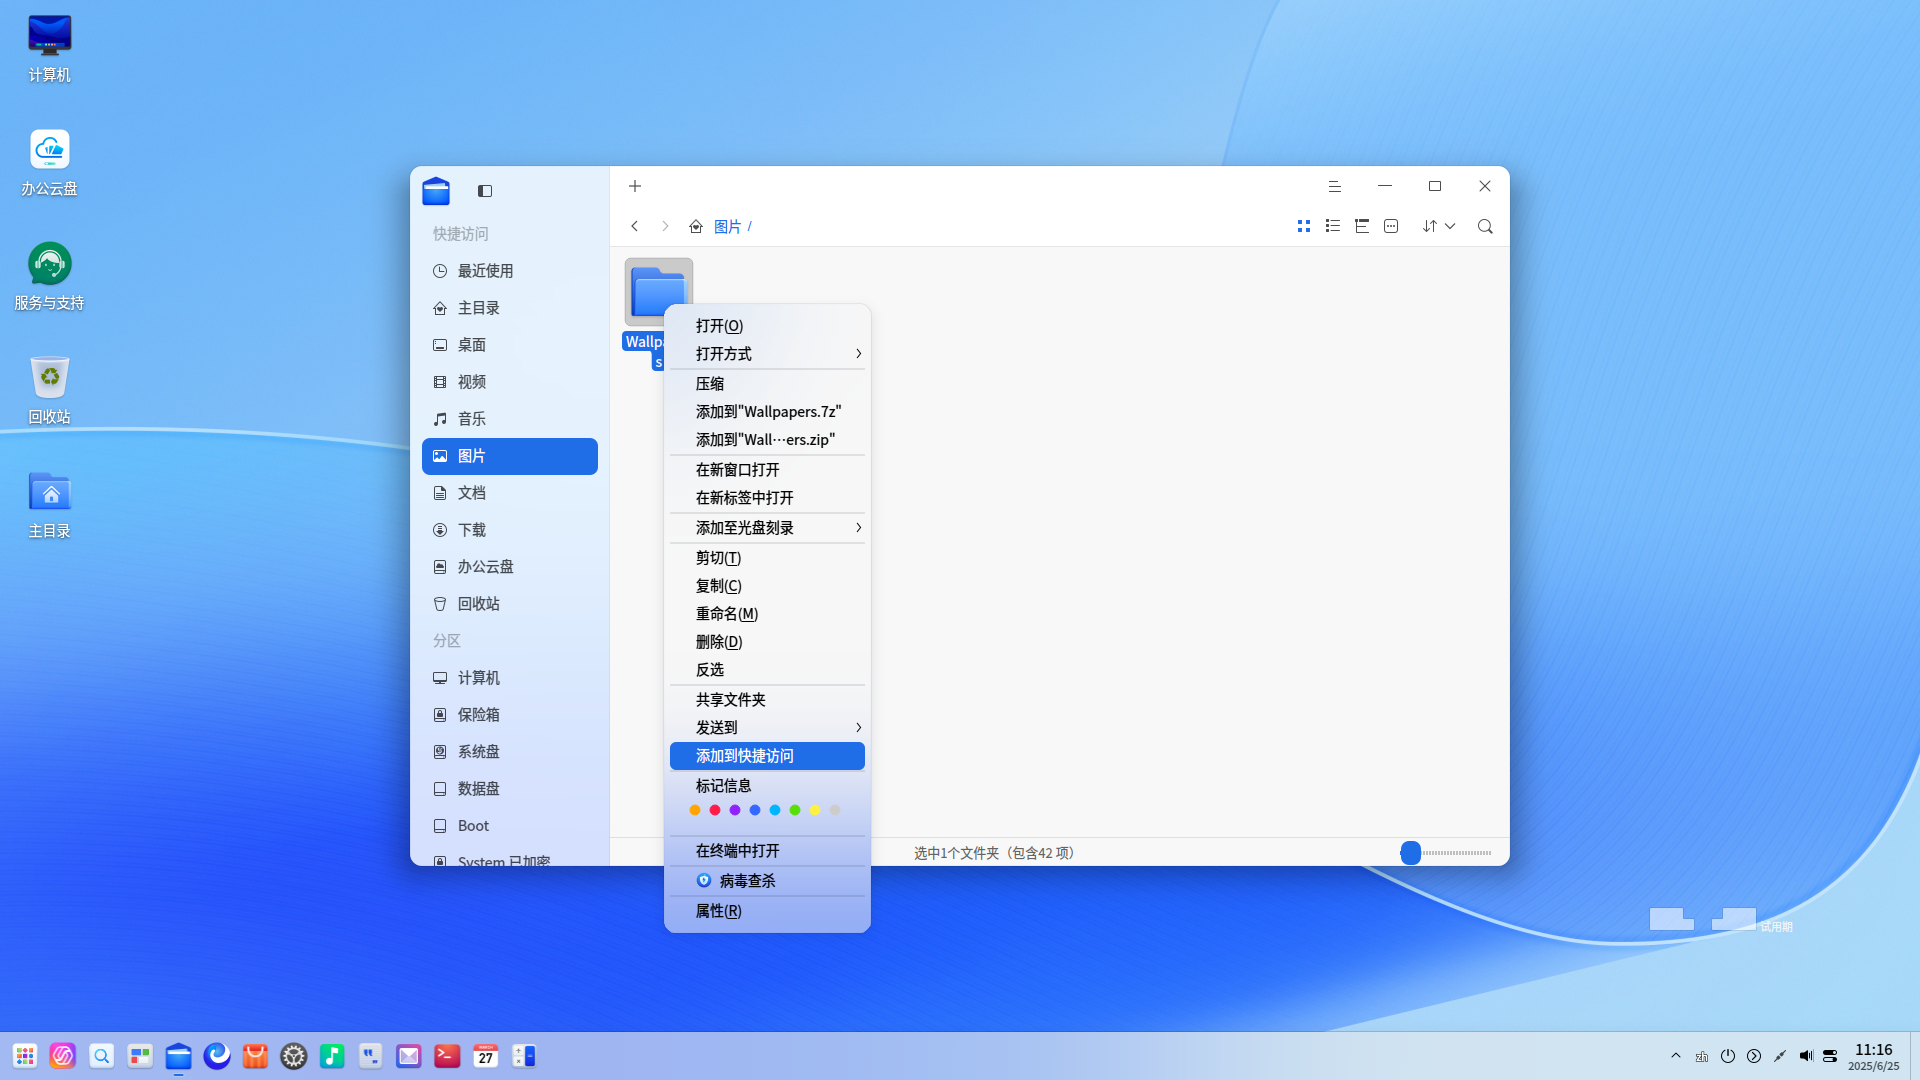 计算机
办公云盘
服务与支持
回收站
主目录
快捷访问
最近使用
主目录
桌面
视频
音乐
图片
文档
下载
办公云盘
回收站
分区
计算机
保险箱
系统盘
数据盘
Boot
System 已加密
图片 /
s
打开(O)
打开方式
压缩
添加到"Wallpapers.7z"
添加到"Wall⋯ers.zip"
在新窗口打开
在新标签中打开
添加至光盘刻录
剪切(T)
复制(C)
重命名(M)
删除(D)
反选
共享文件夹
发送到
添加到快捷访问
标记信息
在终端中打开
病毒查杀
属性(R)
选中1个文件夹（包含42 项）
试用期
MARCH
27
zh
11:16
2025/6/25